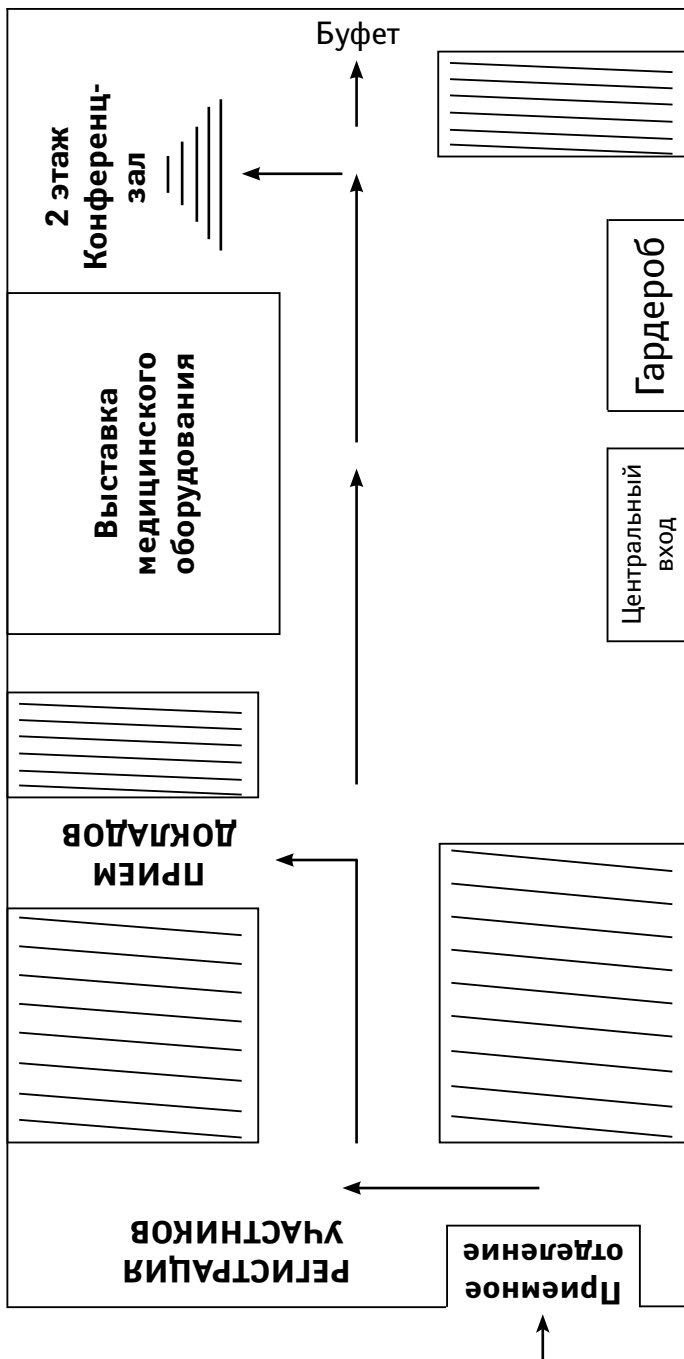 Буфет
2 этаж
Конференц-
зал
Гардероб
Выставка
медицинского
оборудования
Центральный
вход
ПРИЕМ
ДОКЛАДОВ
РЕГИСТРАЦИЯ
УЧАСТНИКОВ
Приемное
отделение